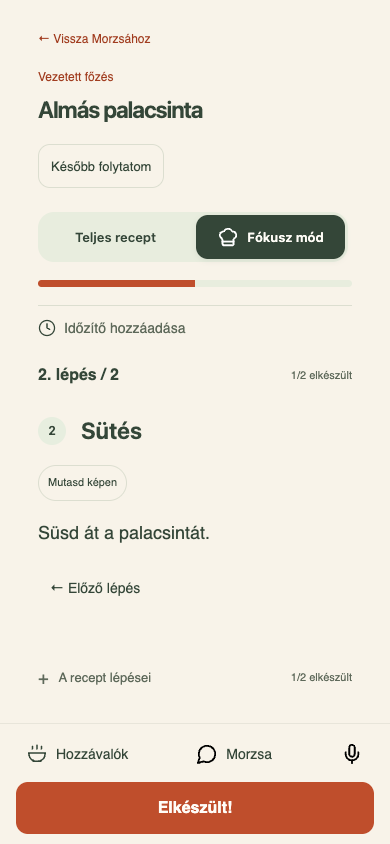 ← Vissza Morzsához
Vezetett főzés
Almás palacsinta
Később folytatom
Teljes recept
Fókusz mód
Időzítő hozzáadása
2. lépés / 2
1/2 elkészült
2
Sütés
Mutasd képen
Süsd át a palacsintát.
← Előző lépés
+ A recept lépései
1/2 elkészült
Hozzávalók
Morzsa
Elkészült!